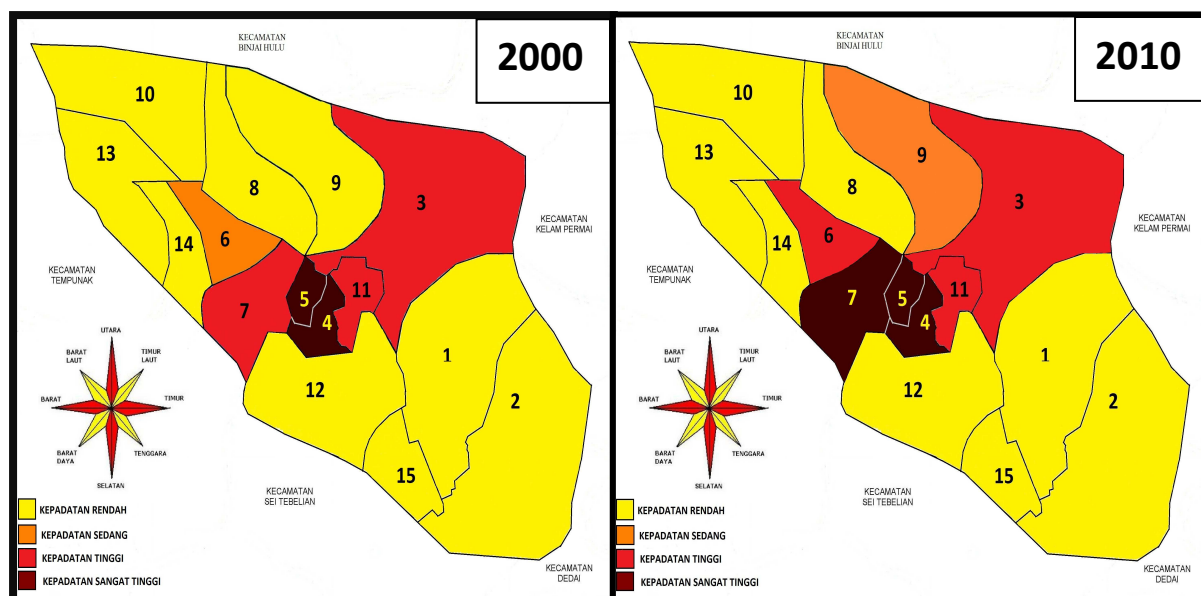 KECAMATAN
BINJAI HULU
2000
10
13
8
9
3
14
6
KECAMATAN
KELAM PERMAI
KECAMATAN
TEMPUNAK
7
5
11
4
1
12
2
15
UTARA
BARAT
LAUT
TIMUR
LAUT
BARAT
TIMUR
BARAT
DAYA
TENGGARA
SELATAN
KECAMATAN
SEI TEBELIAN
KEPADATAN RENDAH
KEPADATAN SEDANG
KEPADATAN TINGGI
KEPADATAN SANGAT TINGGI
KECAMATAN
DEDAI
KECAMATAN
BINJAI HULU
2010
10
13
8
9
3
14
6
KECAMATAN
KELAM PERMAI
KECAMATAN
TEMPUNAK
7
5
11
4
1
12
2
15
UTARA
BARAT
LAUT
TIMUR
LAUT
BARAT
TIMUR
BARAT
DAYA
TENGGARA
SELATAN
KECAMATAN
SEI TEBELIAN
KEPADATAN RENDAH
KEPADATAN SEDANG
KEPADATAN TINGGI
KEPADATAN SANGAT TINGGI
KECAMATAN
DEDAI